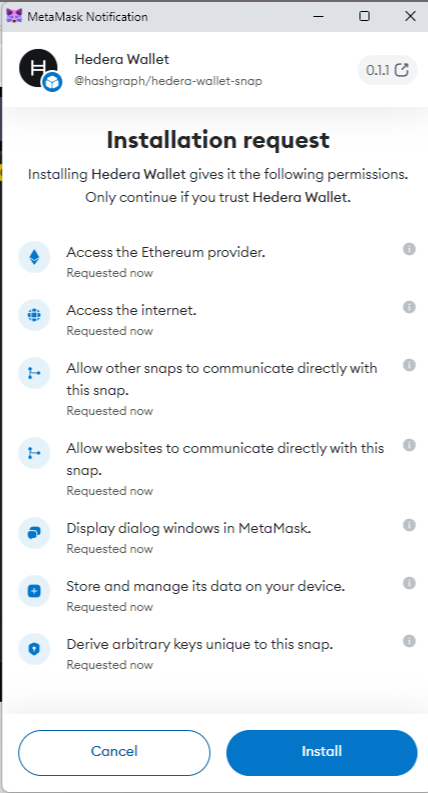 MetaMask Notification
Hedera Wallet
@hashgraph/hedera-wallet-snap
0.1.1
Installation request
Installing Hedera Wallet gives it the following permissions.
Only continue if you trust Hedera Wallet.
Access the Ethereum provider.
Requested now
Access the internet.
Requested now
Allow other snaps to communicate directly with
this snap.
Requested now
Allow websites to communicate directly with this
snap.
Requested now
Display dialog windows in MetaMask.
Requested now
Store and manage its data on your device.
Requested now
Derive arbitrary keys unique to this snap.
Requested now
Cancel
Install